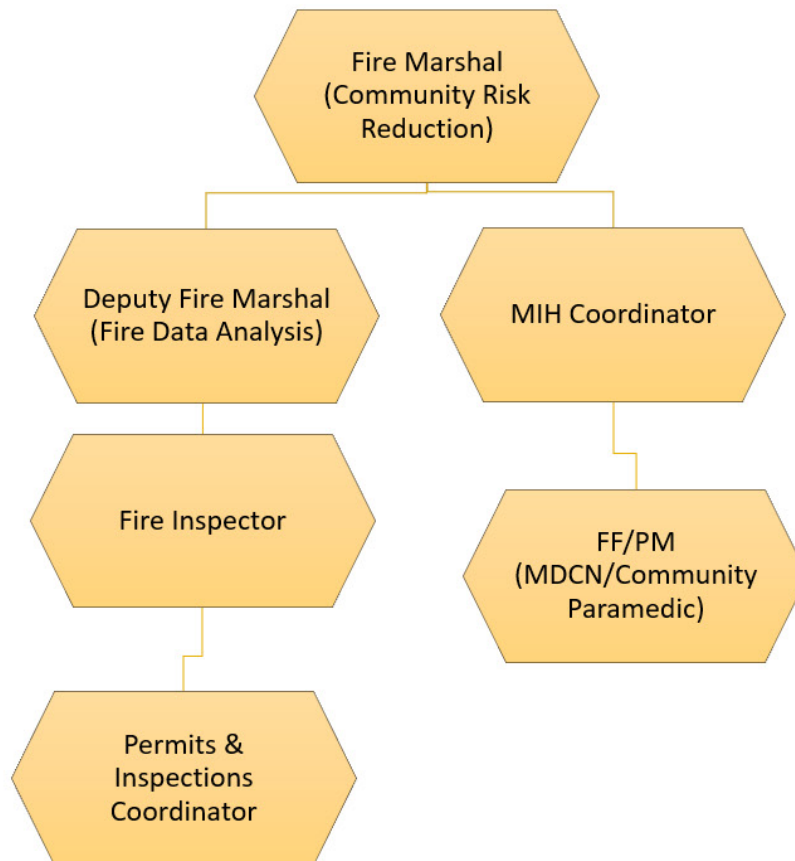 Fire Marshal
(Community Risk
Reduction)
Deputy Fire Marshal
(Fire Data Analysis)
MIH Coordinator
Fire Inspector
FF/PM
(MDCN/Community
Paramedic)
Permits &
Inspections
Coordinator